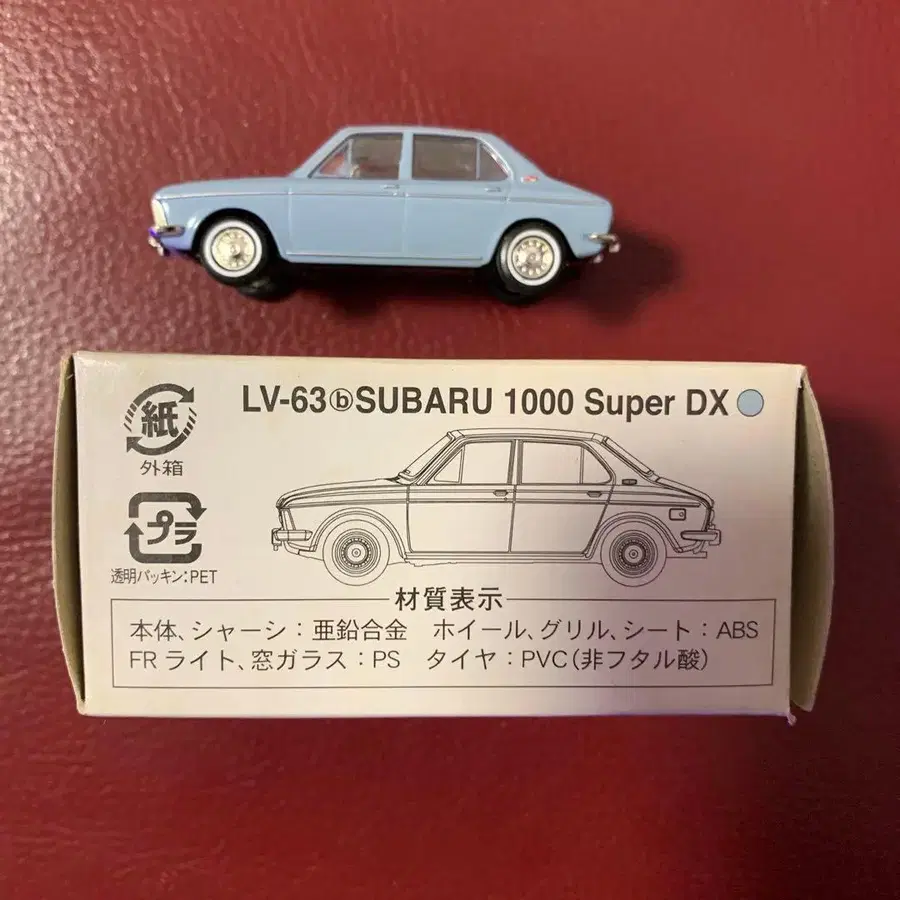 LV-63ⓑSUBARU 1000 Super DX
紙
外箱
プラ
透明パッキン:PET
材質表示
本体、シャーシ：亜鉛合金　ホイール、グリル、シート：ABS
FRライト、窓ガラス：PS　タイヤ：PVC(非フタル酸)